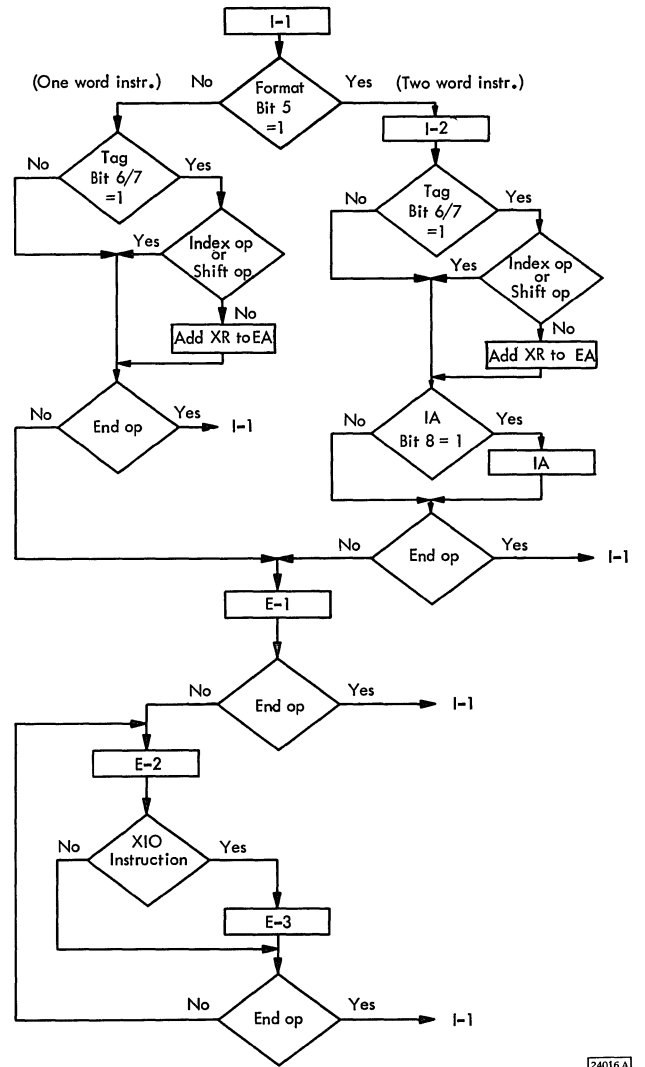 I-1
(One word instr.) No
Format
Bit 5
=1
Yes (Two word instr.)
I-2
No
Tag
Bit 6/7
=1
Yes
No
Tag
Bit 6/7
=1
Yes
Yes
Index op
or
Shift op
Yes
Index op
or
Shift op
No
Add XR to EA
No
Add XR to EA
No
End op
Yes
I-1
No
IA
Bit 8 = 1
Yes
IA
No
End op
Yes
I-1
E-1
No
End op
Yes
I-1
E-2
No
XIO
Instruction
Yes
E-3
No
End op
Yes
I-1
24016 A